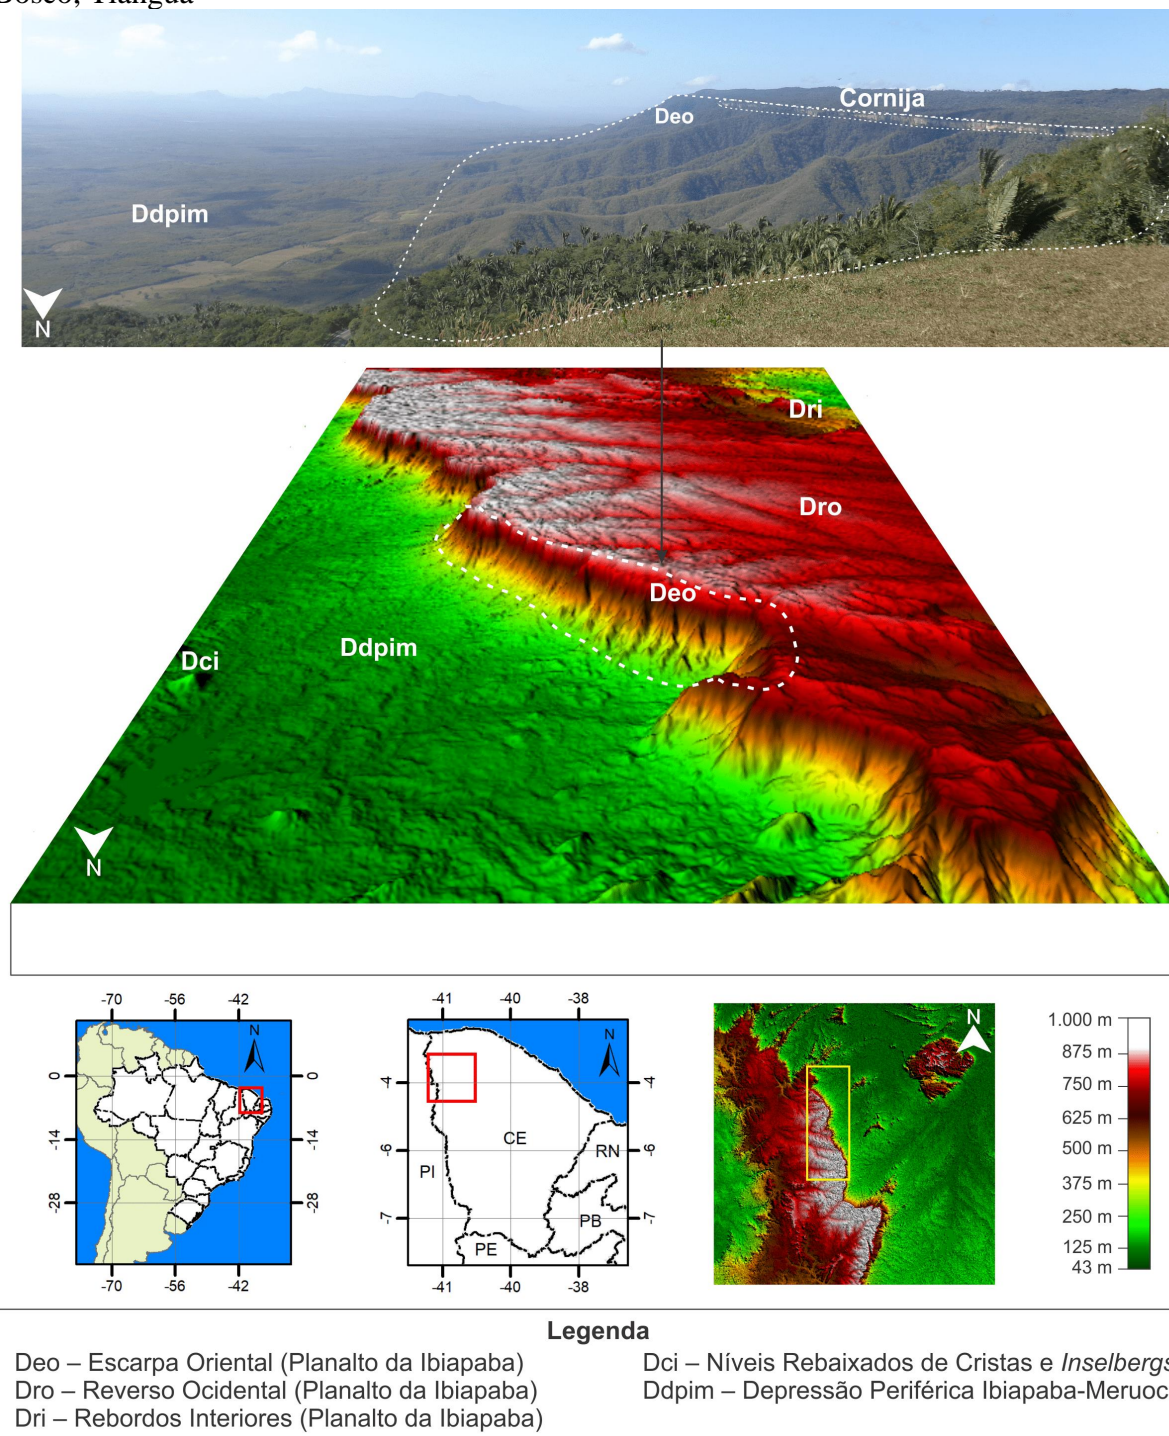 Tianguá
Cornija
Deo
Ddpim
N
Dri
Dro
Deo
Ddpim
Dci
N
-70 -56 -42
N
0 0
-14 -14
-28 -28
-70 -56 -42
-41 -40 -38
N
-4 -4
CE
RN
-6 -6
PI
PB
-7 -7
PE
-41 -40 -38
N
1.000 m
875 m
750 m
625 m
500 m
375 m
250 m
125 m
43 m
Legenda
Deo – Escarpa Oriental (Planalto da Ibiapaba)
Dro – Reverso Ocidental (Planalto da Ibiapaba)
Dri – Rebordos Interiores (Planalto da Ibiapaba)
Dci – Níveis Rebaixados de Cristas e Inselbergs
Ddpim – Depressão Periférica Ibiapaba-Meruoc